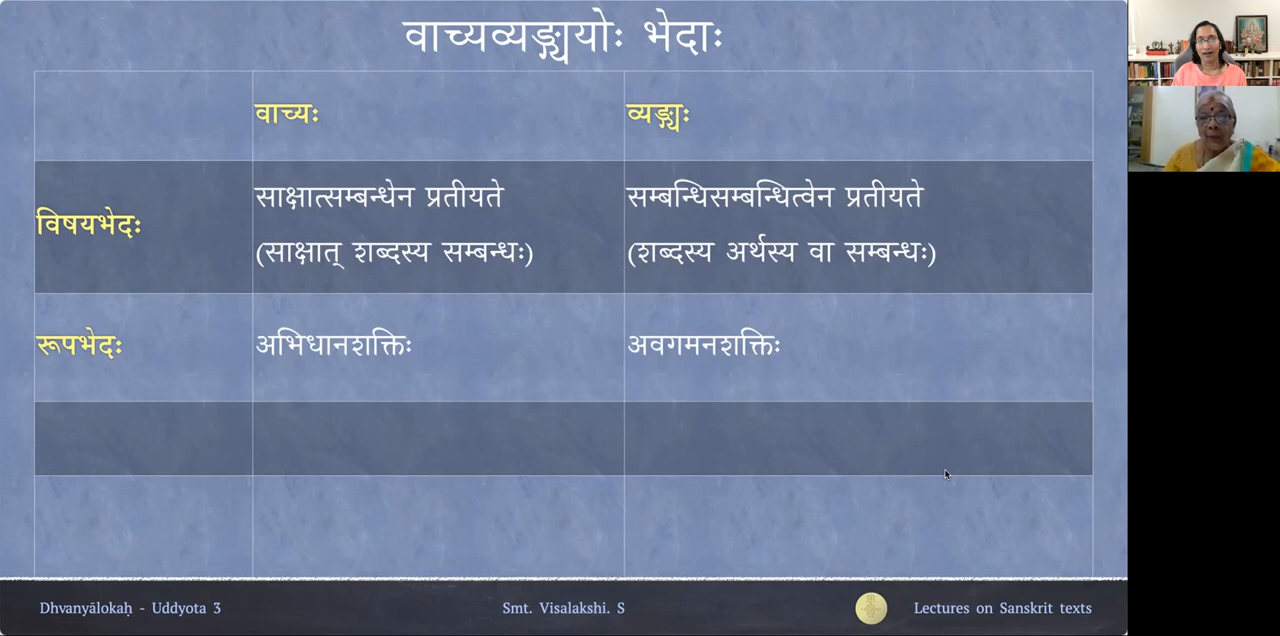 वाच्यव्यङ्ग्ययोः भेदाः
वाच्यः
व्यङ्ग्यः
विषयभेदः
साक्षात्सम्बन्धेन प्रतीयते
(साक्षात् शब्दस्य सम्बन्धः)
सम्बन्धिसम्बन्धित्वेन प्रतीयते
(शब्दस्य अर्थस्य वा सम्बन्धः)
रूपभेदः
अभिधानशक्तिः
अवगमनशक्तिः
Dhvanyālokaḥ - Uddyota 3
Smt. Visalakshi. S
Lectures on Sanskrit texts